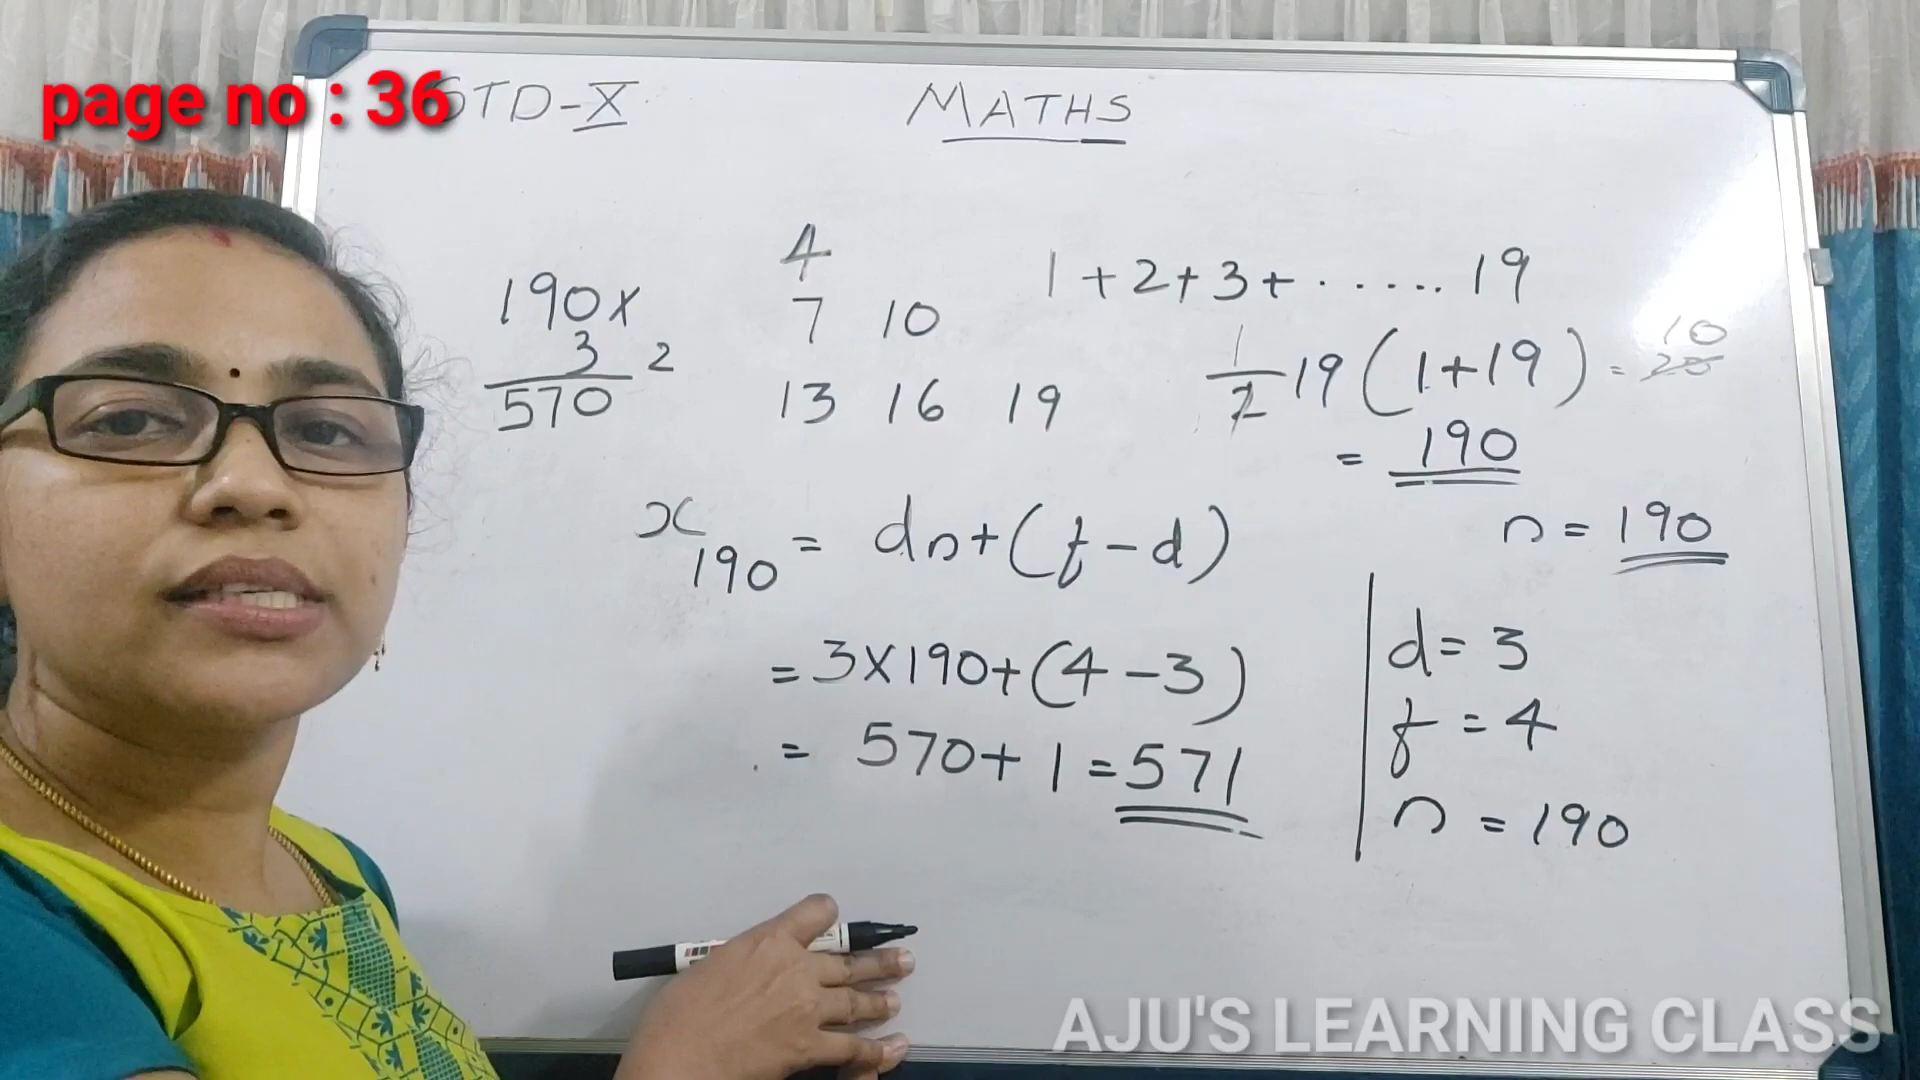 page no : 36
STD-X
MATHS
190x
3 2
570
4
7 10
13 16 19
1+2+3+......19
1/2 19(1+19) = 20 10
= 190
n = 190
x190 = dn+(f-d)
= 3X190+(4-3)
= 570+1=571
d= 3
f = 4
n = 190
AJU'S LEARNING CLASS